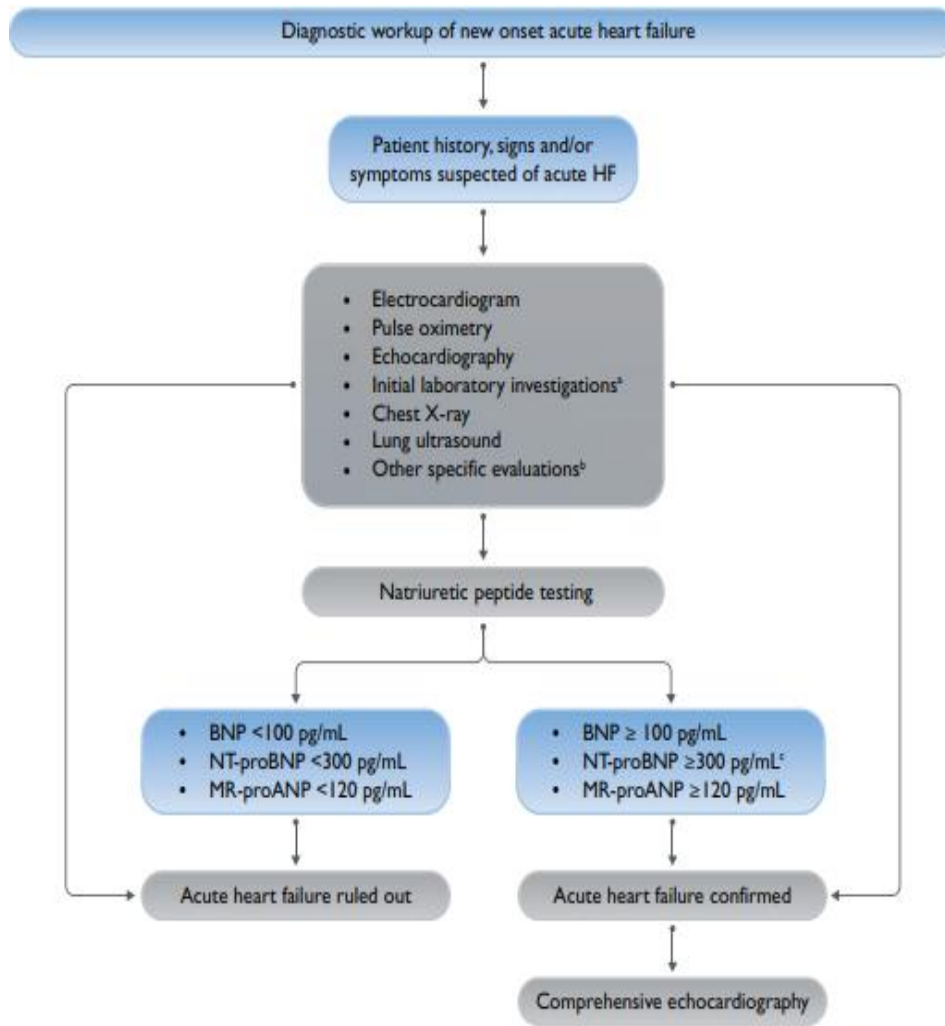 Diagnostic workup of new onset acute heart failure
Patient history, signs and/or
symptoms suspected of acute HF
• Electrocardiogram
• Pulse oximetry
• Echocardiography
• Initial laboratory investigationsᵃ
• Chest X-ray
• Lung ultrasound
• Other specific evaluationsᵇ
Natriuretic peptide testing
• BNP <100 pg/mL
• NT-proBNP <300 pg/mL
• MR-proANP <120 pg/mL
• BNP ≥ 100 pg/mL
• NT-proBNP ≥300 pg/mLᶜ
• MR-proANP ≥120 pg/mL
Acute heart failure ruled out
Acute heart failure confirmed
Comprehensive echocardiography